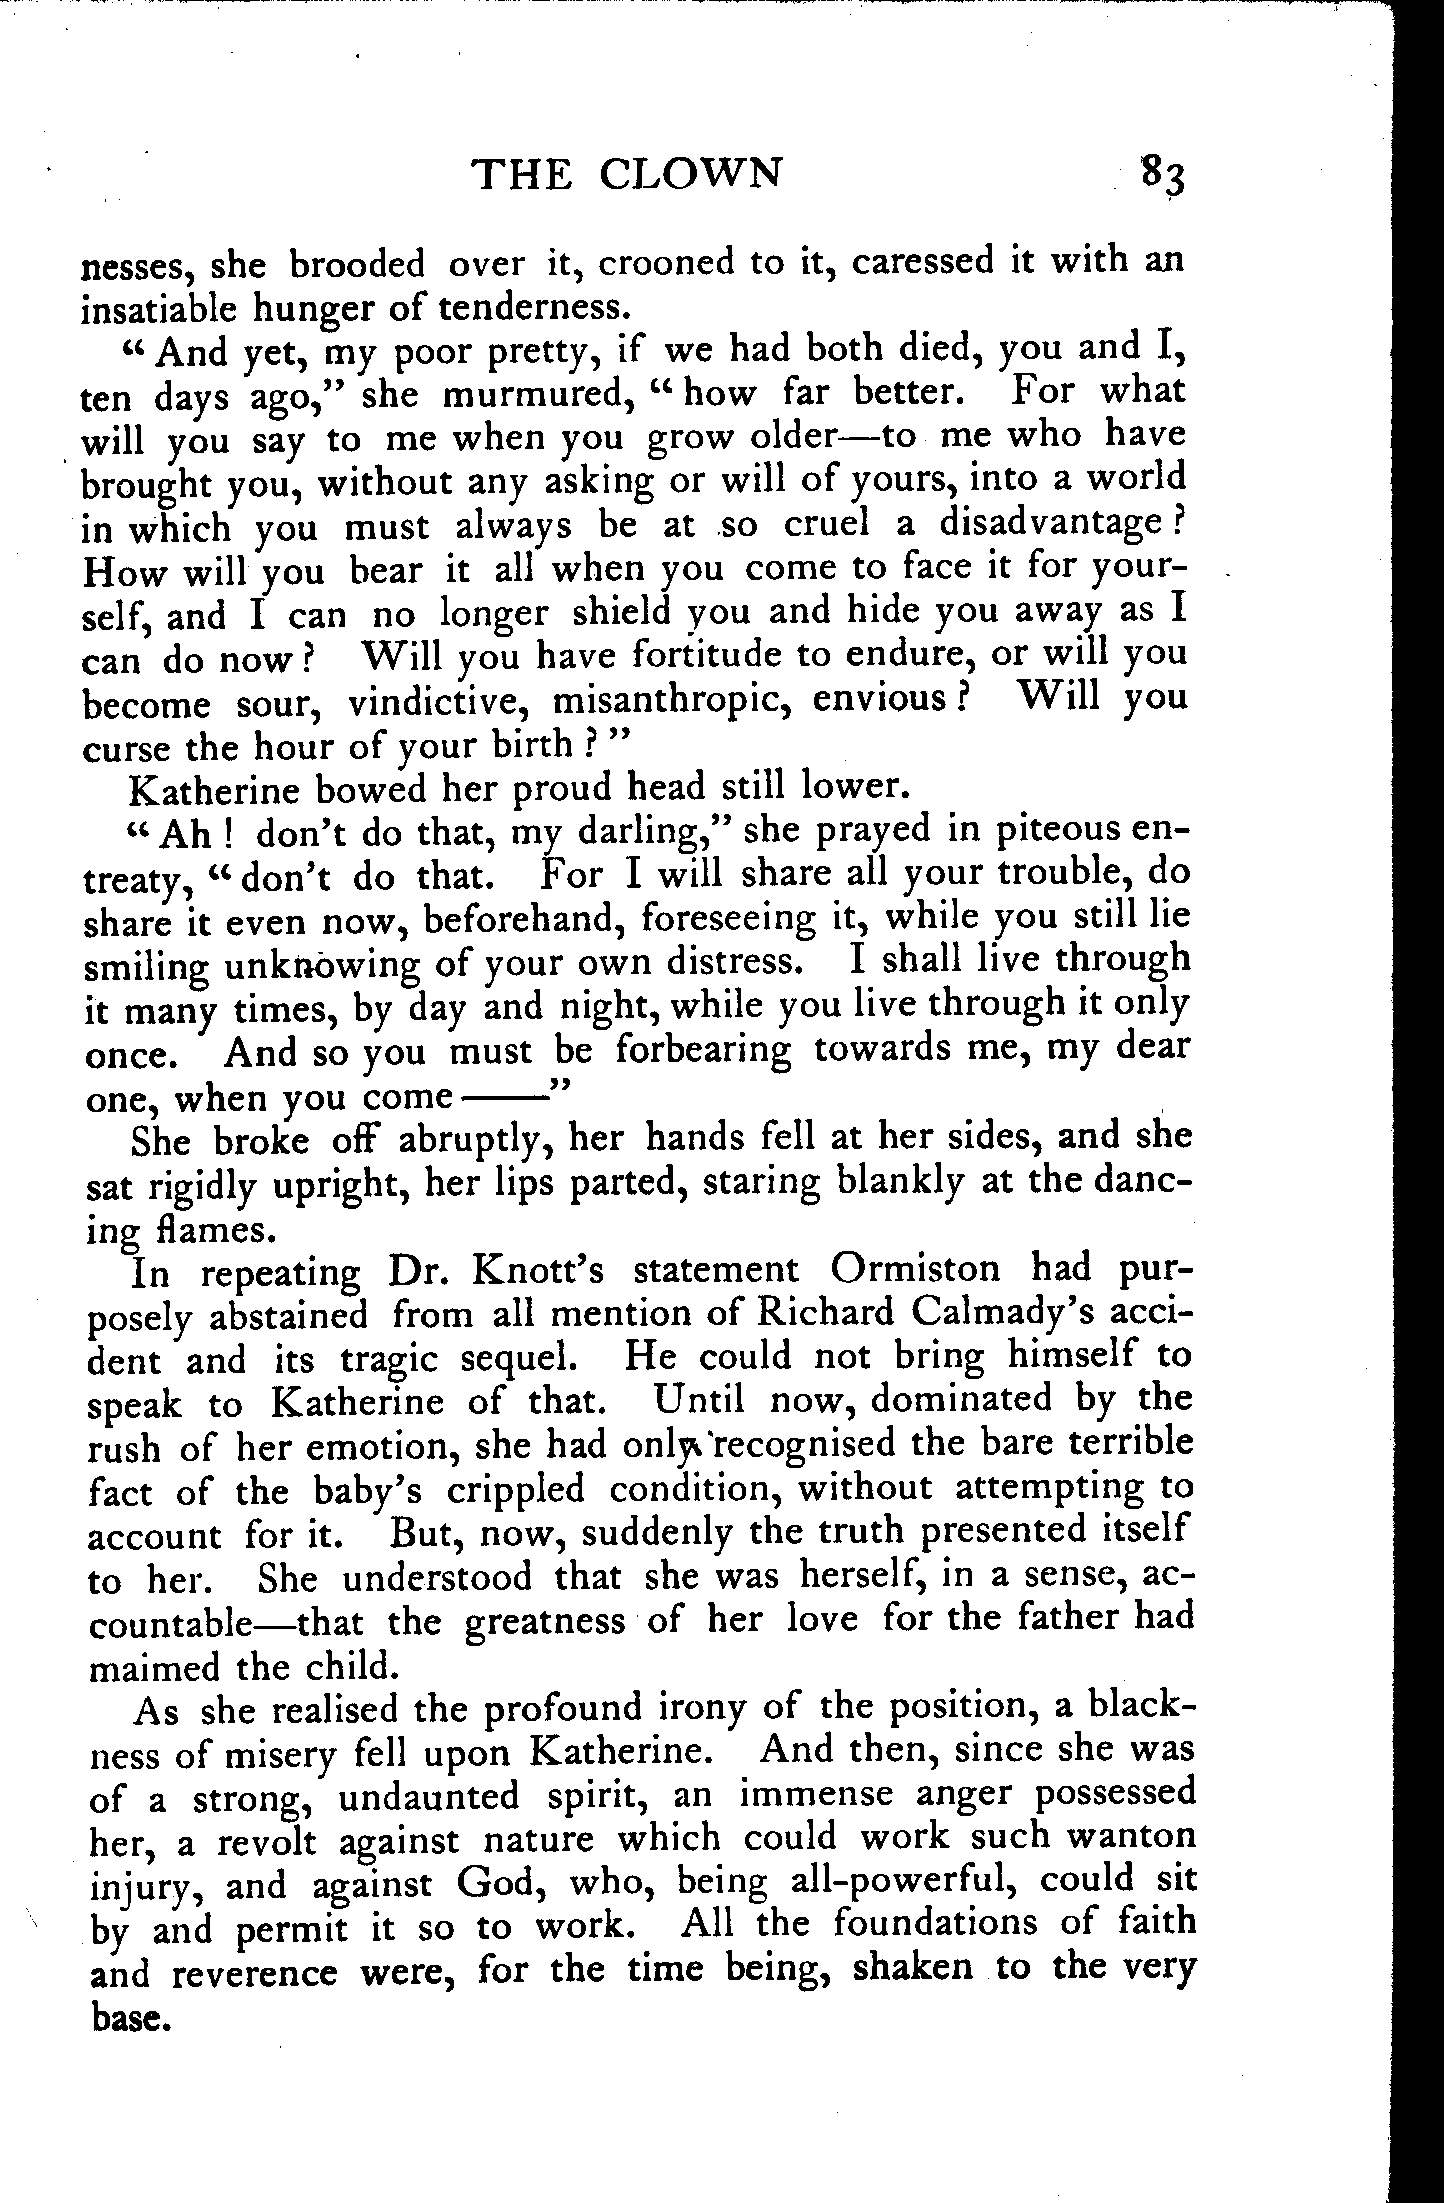 THE CLOWN 83
nesses, she brooded over it, crooned to it, caressed it with an
insatiable hunger of tenderness.
“ And yet, my poor pretty, if we had both died, you and I,
ten days ago,” she murmured, “ how far better. For what
will you say to me when you grow older—to me who have
brought you, without any asking or will of yours, into a world
in which you must always be at so cruel a disadvantage ?
How will you bear it all when you come to face it for your-
self, and I can no longer shield you and hide you away as I
can do now ? Will you have fortitude to endure, or will you
become sour, vindictive, misanthropic, envious ? Will you
curse the hour of your birth ? ”
Katherine bowed her proud head still lower.
“ Ah ! don’t do that, my darling,” she prayed in piteous en-
treaty, “ don’t do that. For I will share all your trouble, do
share it even now, beforehand, foreseeing it, while you still lie
smiling unknowing of your own distress. I shall live through
it many times, by day and night, while you live through it only
once. And so you must be forbearing towards me, my dear
one, when you come ——”
She broke off abruptly, her hands fell at her sides, and she
sat rigidly upright, her lips parted, staring blankly at the danc-
ing flames.
In repeating Dr. Knott’s statement Ormiston had pur-
posely abstained from all mention of Richard Calmady’s acci-
dent and its tragic sequel. He could not bring himself to
speak to Katherine of that. Until now, dominated by the
rush of her emotion, she had only recognised the bare terrible
fact of the baby’s crippled condition, without attempting to
account for it. But, now, suddenly the truth presented itself
to her. She understood that she was herself, in a sense, ac-
countable—that the greatness of her love for the father had
maimed the child.
As she realised the profound irony of the position, a black-
ness of misery fell upon Katherine. And then, since she was
of a strong, undaunted spirit, an immense anger possessed
her, a revolt against nature which could work such wanton
injury, and against God, who, being all-powerful, could sit
by and permit it so to work. All the foundations of faith
and reverence were, for the time being, shaken to the very
base.